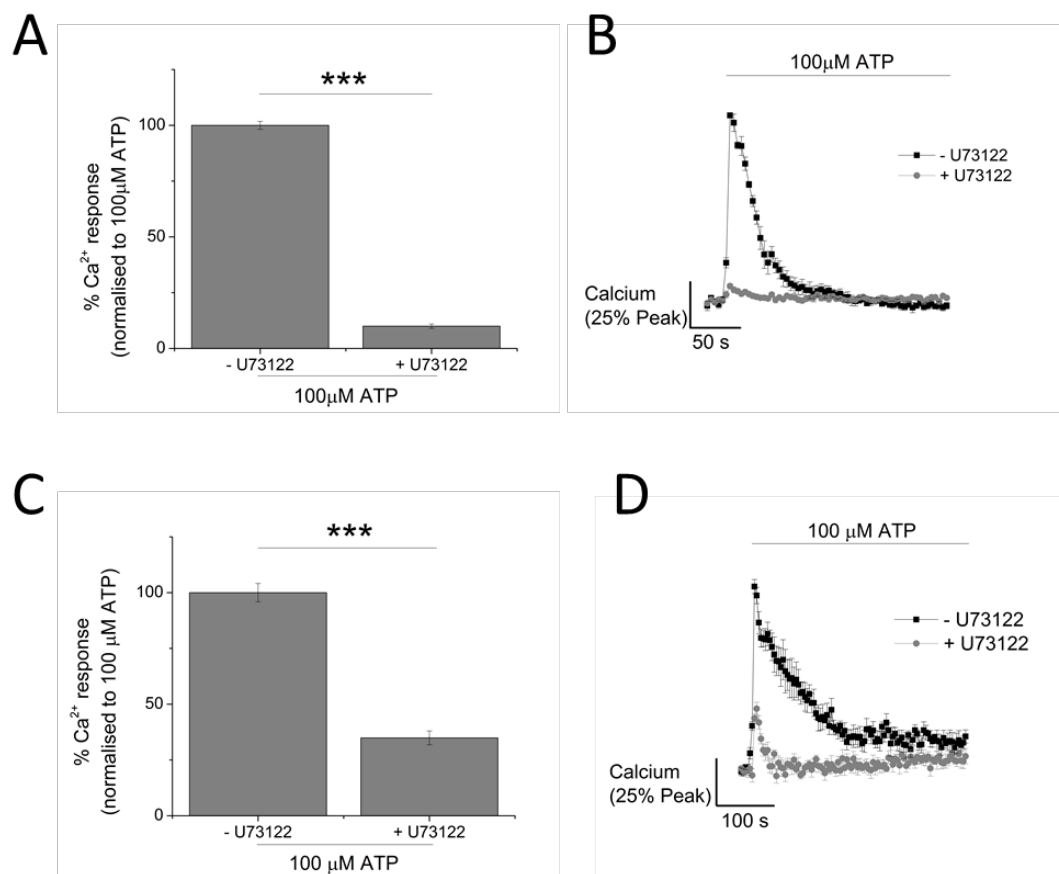 A
% Ca²⁺ response
(normalised to 100μM ATP)
100
50
0
***
- U73122
+ U73122
100μM ATP
B
100μM ATP
- U73122
+ U73122
Calcium
(25% Peak)
50 s
C
% Ca²⁺ response
(normalised to 100 μM ATP)
100
50
0
***
- U73122
+ U73122
100 μM ATP
D
100 μM ATP
- U73122
+ U73122
Calcium
(25% Peak)
100 s